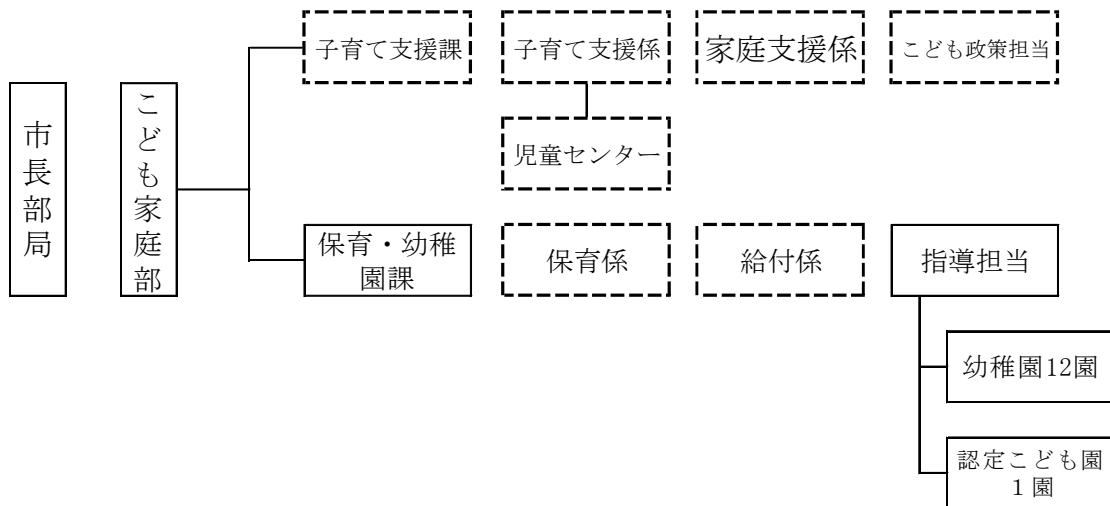 子育て支援課
子育て支援係
家庭支援係
こども政策担当
市長部局
こども家庭部
児童センター
保育・幼稚
園課
保育係
給付係
指導担当
幼稚園12園
認定こども園
1園